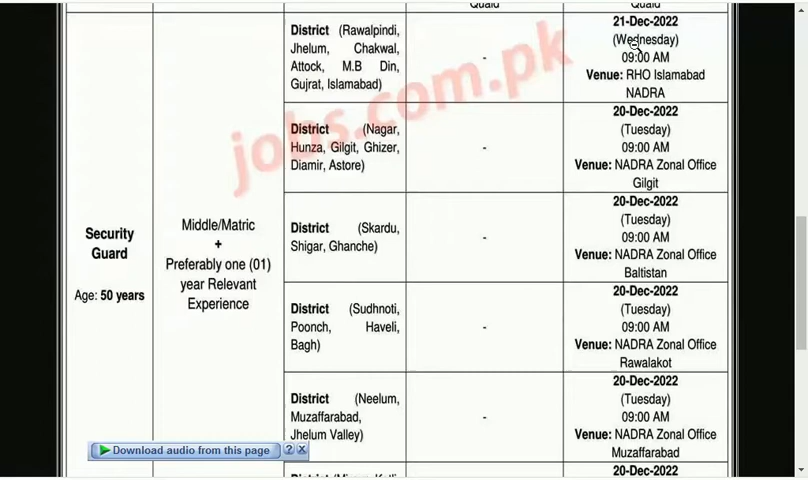 Quaid
Quaid
Security
Guard
Age: 50 years
Middle/Matric
+
Preferably one (01)
year Relevant
Experience
District (Rawalpindi,
Jhelum, Chakwal,
Attock, M.B Din,
Gujrat, Islamabad)
-
21-Dec-2022
(Wednesday)
09:00 AM
Venue: RHO Islamabad
NADRA
District (Nagar,
Hunza, Gilgit, Ghizer,
Diamir, Astore)
-
20-Dec-2022
(Tuesday)
09:00 AM
Venue: NADRA Zonal Office
Gilgit
District (Skardu,
Shigar, Ghanche)
-
20-Dec-2022
(Tuesday)
09:00 AM
Venue: NADRA Zonal Office
Baltistan
District (Sudhnoti,
Poonch, Haveli,
Bagh)
-
20-Dec-2022
(Tuesday)
09:00 AM
Venue: NADRA Zonal Office
Rawalakot
District (Neelum,
Muzaffarabad,
Jhelum Valley)
-
20-Dec-2022
(Tuesday)
09:00 AM
Venue: NADRA Zonal Office
Muzaffarabad
20-Dec-2022
jobs.com.pk
Download audio from this page ? X